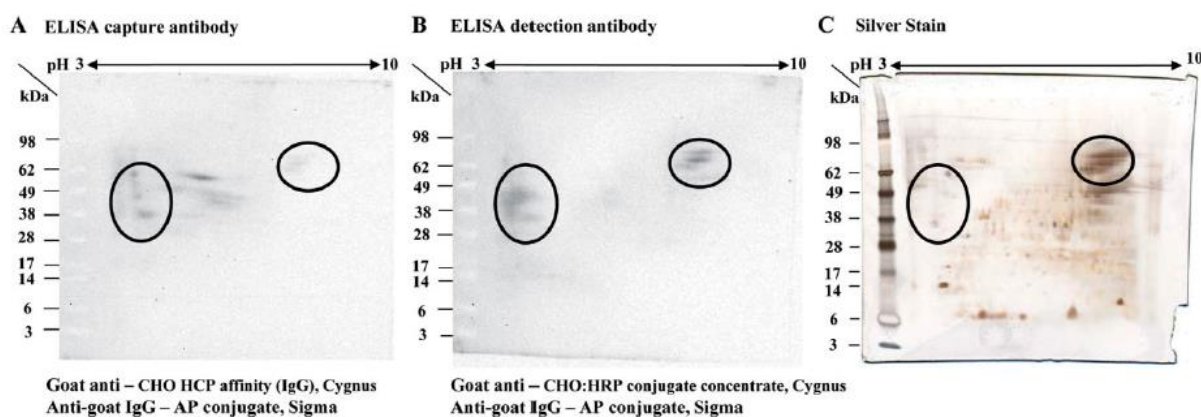 A ELISA capture antibody
pH 3 10
kDa
98
62
49
38
28
17
14
6
3
Goat anti – CHO HCP affinity (IgG), Cygnus
Anti-goat IgG – AP conjugate, Sigma
B ELISA detection antibody
pH 3 10
kDa
98
62
49
38
28
17
14
6
3
Goat anti – CHO:HRP conjugate concentrate, Cygnus
Anti-goat IgG – AP conjugate, Sigma
C Silver Stain
pH 3 10
kDa
98
62
49
38
28
17
14
6
3